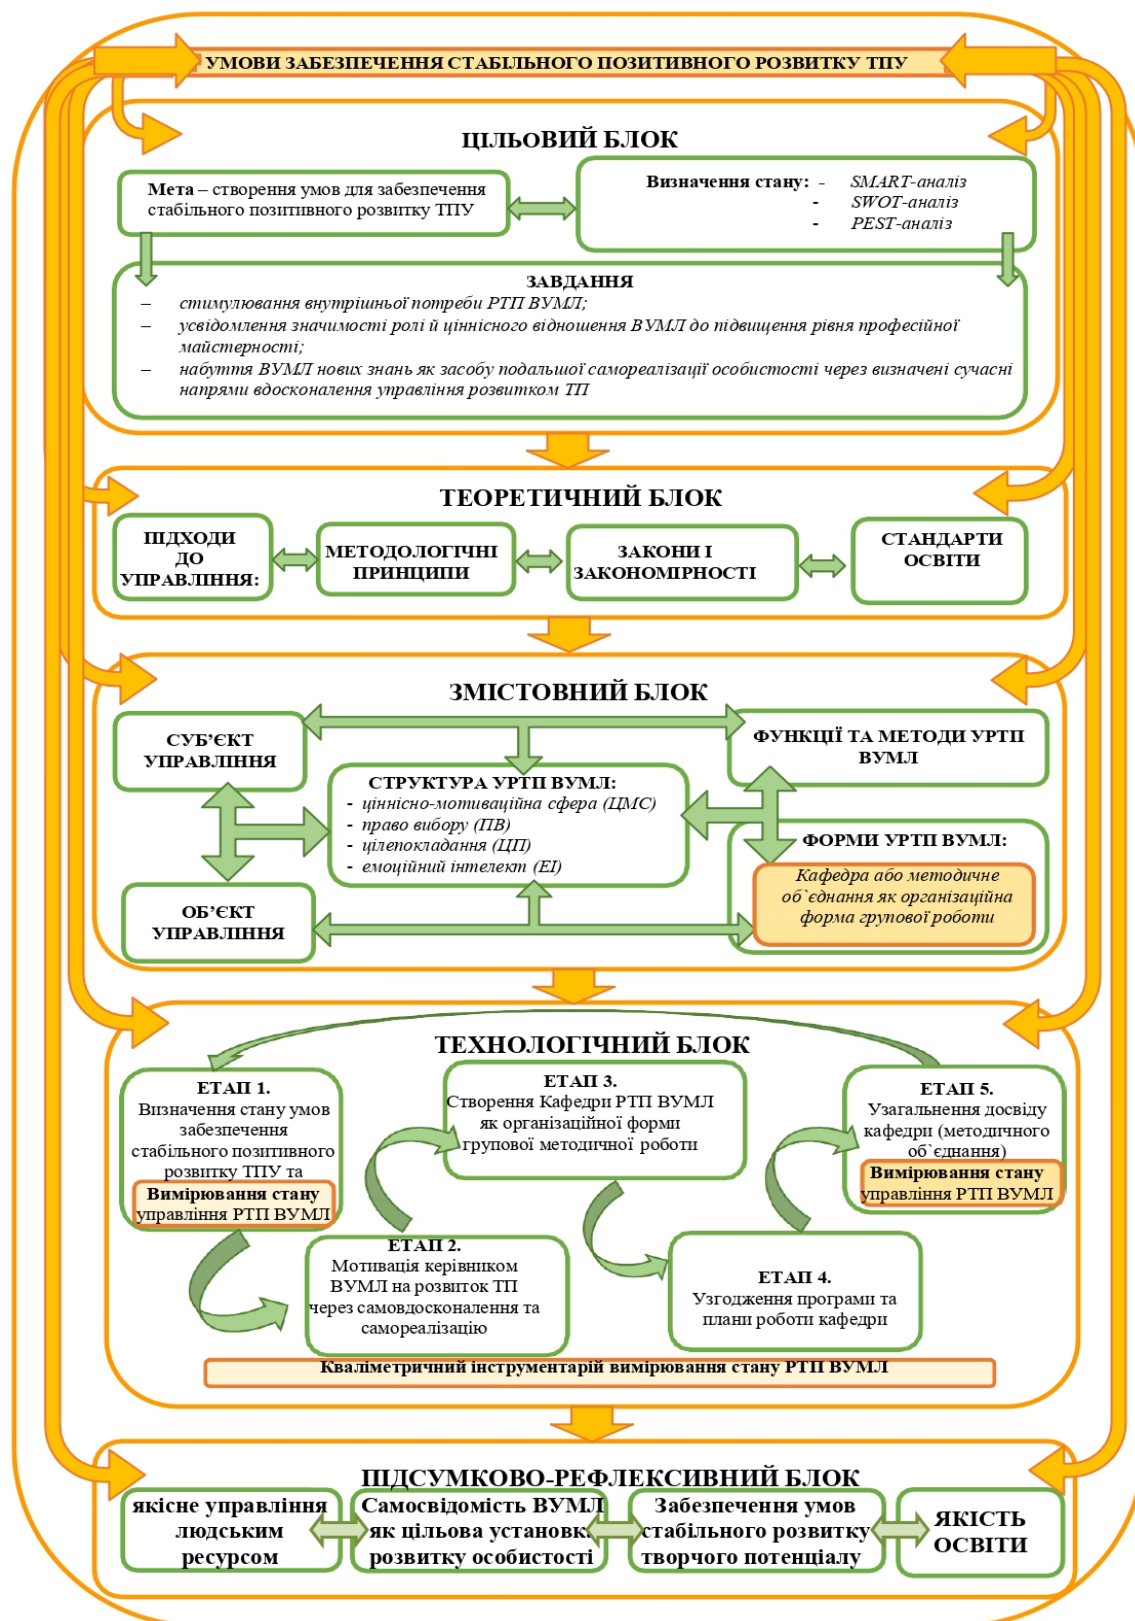 УМОВИ ЗАБЕЗПЕЧЕННЯ СТАБІЛЬНОГО ПОЗИТИВНОГО РОЗВИТКУ ТПУ
ЦІЛЬОВИЙ БЛОК
Мета – створення умов для забезпечення
стабільного позитивного розвитку ТПУ
Визначення стану: - SMART-аналіз
- SWOT-аналіз
- PEST-аналіз
ЗАВДАННЯ
– стимулювання внутрішньої потреби РТП ВУМЛ;
– усвідомлення значимості ролі й ціннісного відношення ВУМЛ до підвищення рівня професійної
майстерності;
– набуття ВУМЛ нових знань як засобу подальшої самореалізації особистості через визначені сучасні
напрями вдосконалення управління розвитком ТП
ТЕОРЕТИЧНИЙ БЛОК
ПІДХОДИ
ДО
УПРАВЛІННЯ:
МЕТОДОЛОГІЧНІ
ПРИНЦИПИ
ЗАКОНИ І
ЗАКОНОМІРНОСТІ
СТАНДАРТИ
ОСВІТИ
ЗМІСТОВНИЙ БЛОК
СУБ’ЄКТ
УПРАВЛІННЯ
ФУНКЦІЇ ТА МЕТОДИ УРТП
ВУМЛ
СТРУКТУРА УРТП ВУМЛ:
- ціннісно-мотиваційна сфера (ЦМС)
- право вибору (ПВ)
- цілепокладання (ЦП)
- емоційний інтелект (ЕІ)
ФОРМИ УРТП ВУМЛ:
Кафедра або методичне
об`єднання як організаційна
форма групової роботи
ОБ’ЄКТ
УПРАВЛІННЯ
ТЕХНОЛОГІЧНИЙ БЛОК
ЕТАП 1.
Визначення стану умов
забезпечення
стабільного позитивного
розвитку ТПУ та
Вимірювання стану
управління РТП ВУМЛ
ЕТАП 2.
Мотивація керівником
ВУМЛ на розвиток ТП
через самовдосконалення та
самореалізацію
ЕТАП 3.
Створення Кафедри РТП ВУМЛ
як організаційної форми
групової методичної роботи
ЕТАП 4.
Узгодження програми та
плани роботи кафедри
ЕТАП 5.
Узагальнення досвіду
кафедри (методичного
об`єднання)
Вимірювання стану
управління РТП ВУМЛ
Кваліметричний інструментарій вимірювання стану РТП ВУМЛ
ПІДСУМКОВО-РЕФЛЕКСИВНИЙ БЛОК
якісне управління
людським
ресурсом
Самосвідомість ВУМЛ
як цільова установк
розвитку особистості
Забезпечення умов
стабільного розвитку
творчого потенціалу
ЯКІСТЬ
ОСВІТИ